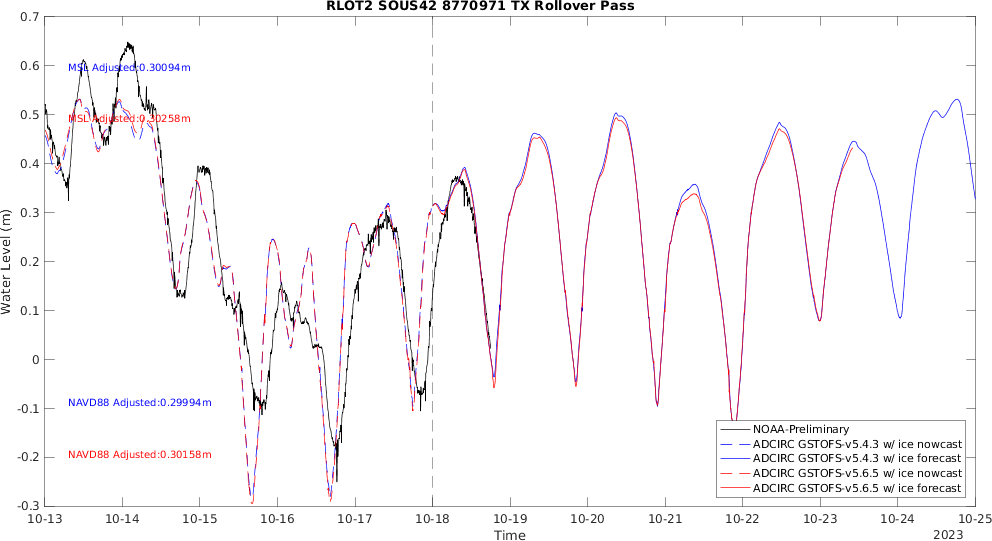 RLOT2 SOUS42 8770971 TX Rollover Pass
0.7
0.6
0.5
0.4
0.3
0.2
0.1
0
-0.1
-0.2
-0.3
Water Level (m)
MSL Adjusted:0.30094m
MSL Adjusted:0.30258m
NAVD88 Adjusted:0.29994m
NAVD88 Adjusted:0.30158m
NOAA-Preliminary
ADCIRC GSTOFS-v5.4.3 w/ ice nowcast
ADCIRC GSTOFS-v5.4.3 w/ ice forecast
ADCIRC GSTOFS-v5.6.5 w/ ice nowcast
ADCIRC GSTOFS-v5.6.5 w/ ice forecast
10-13 10-14 10-15 10-16 10-17 10-18 10-19 10-20 10-21 10-22 10-23 10-24 10-25
Time
2023